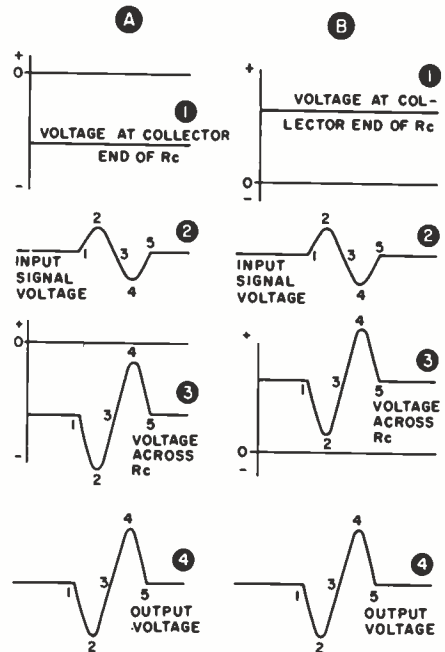 A
+
0
1
VOLTAGE AT COLLECTOR
END OF Rc
-
2
2
1
3
5
4
INPUT
SIGNAL
VOLTAGE
+
0
4
3
1
3
5
VOLTAGE
ACROSS
Rc
-
2
4
4
1
3
5
OUTPUT
VOLTAGE
2
B
+
1
VOLTAGE AT COL-
LECTOR END OF Rc
0
-
2
2
1
3
5
4
INPUT
SIGNAL
VOLTAGE
+
4
3
3
1
5
VOLTAGE
ACROSS
Rc
2
0
-
4
4
1
3
5
OUTPUT
VOLTAGE
2